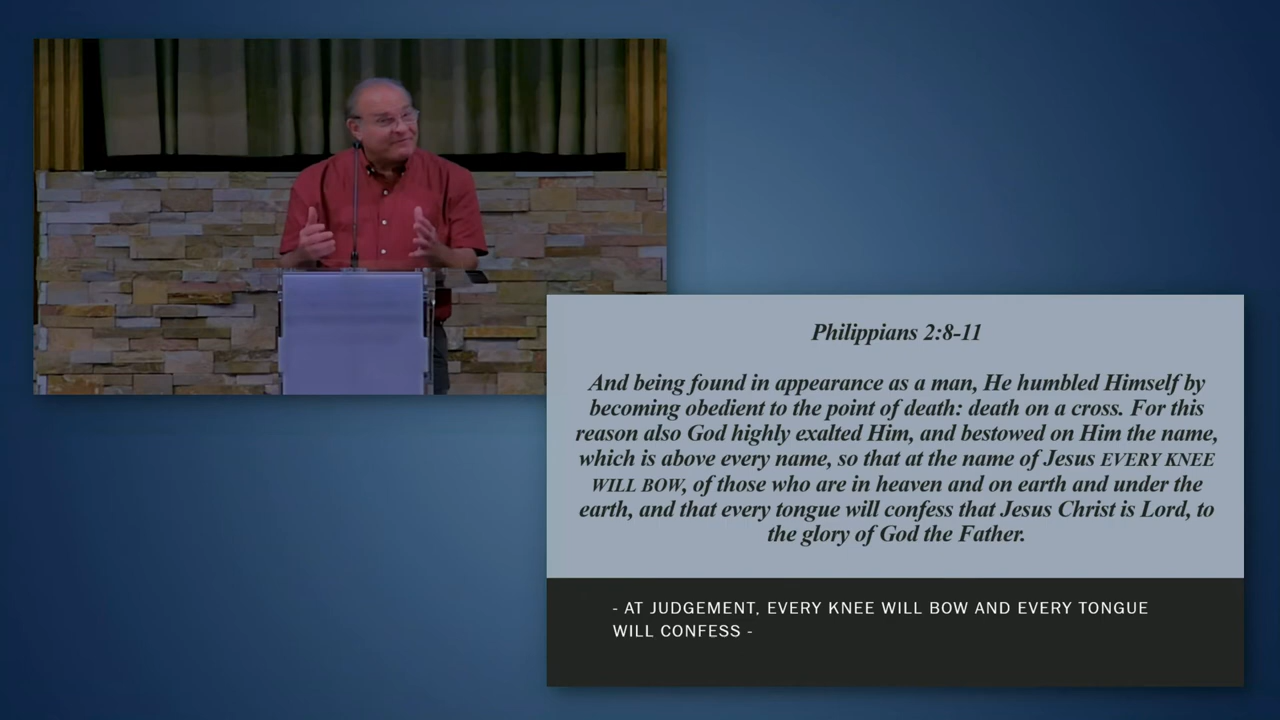 Philippians 2:8-11
And being found in appearance as a man, He humbled Himself by
becoming obedient to the point of death: death on a cross. For this
reason also God highly exalted Him, and bestowed on Him the name,
which is above every name, so that at the name of Jesus EVERY KNEE
WILL BOW, of those who are in heaven and on earth and under the
earth, and that every tongue will confess that Jesus Christ is Lord, to
the glory of God the Father.
- AT JUDGEMENT, EVERY KNEE WILL BOW AND EVERY TONGUE
WILL CONFESS -